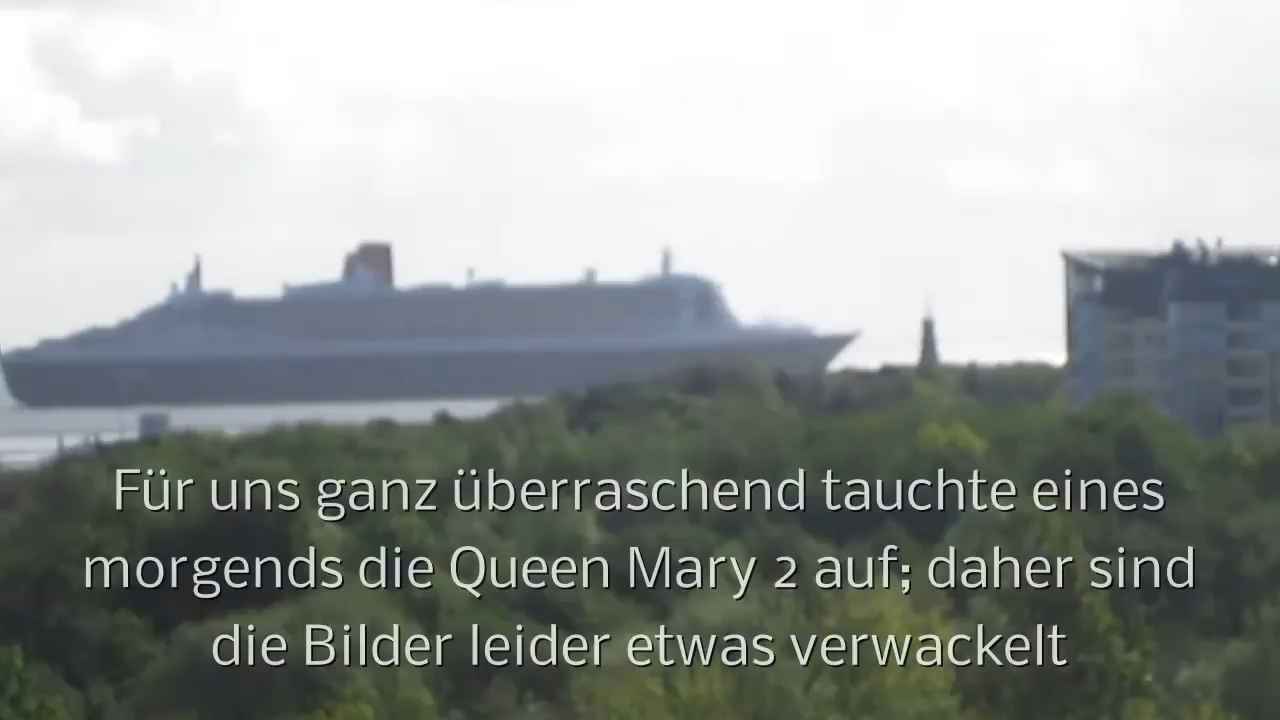 Für uns ganz überraschend tauchte eines
morgends die Queen Mary 2 auf; daher sind
die Bilder leider etwas verwackelt